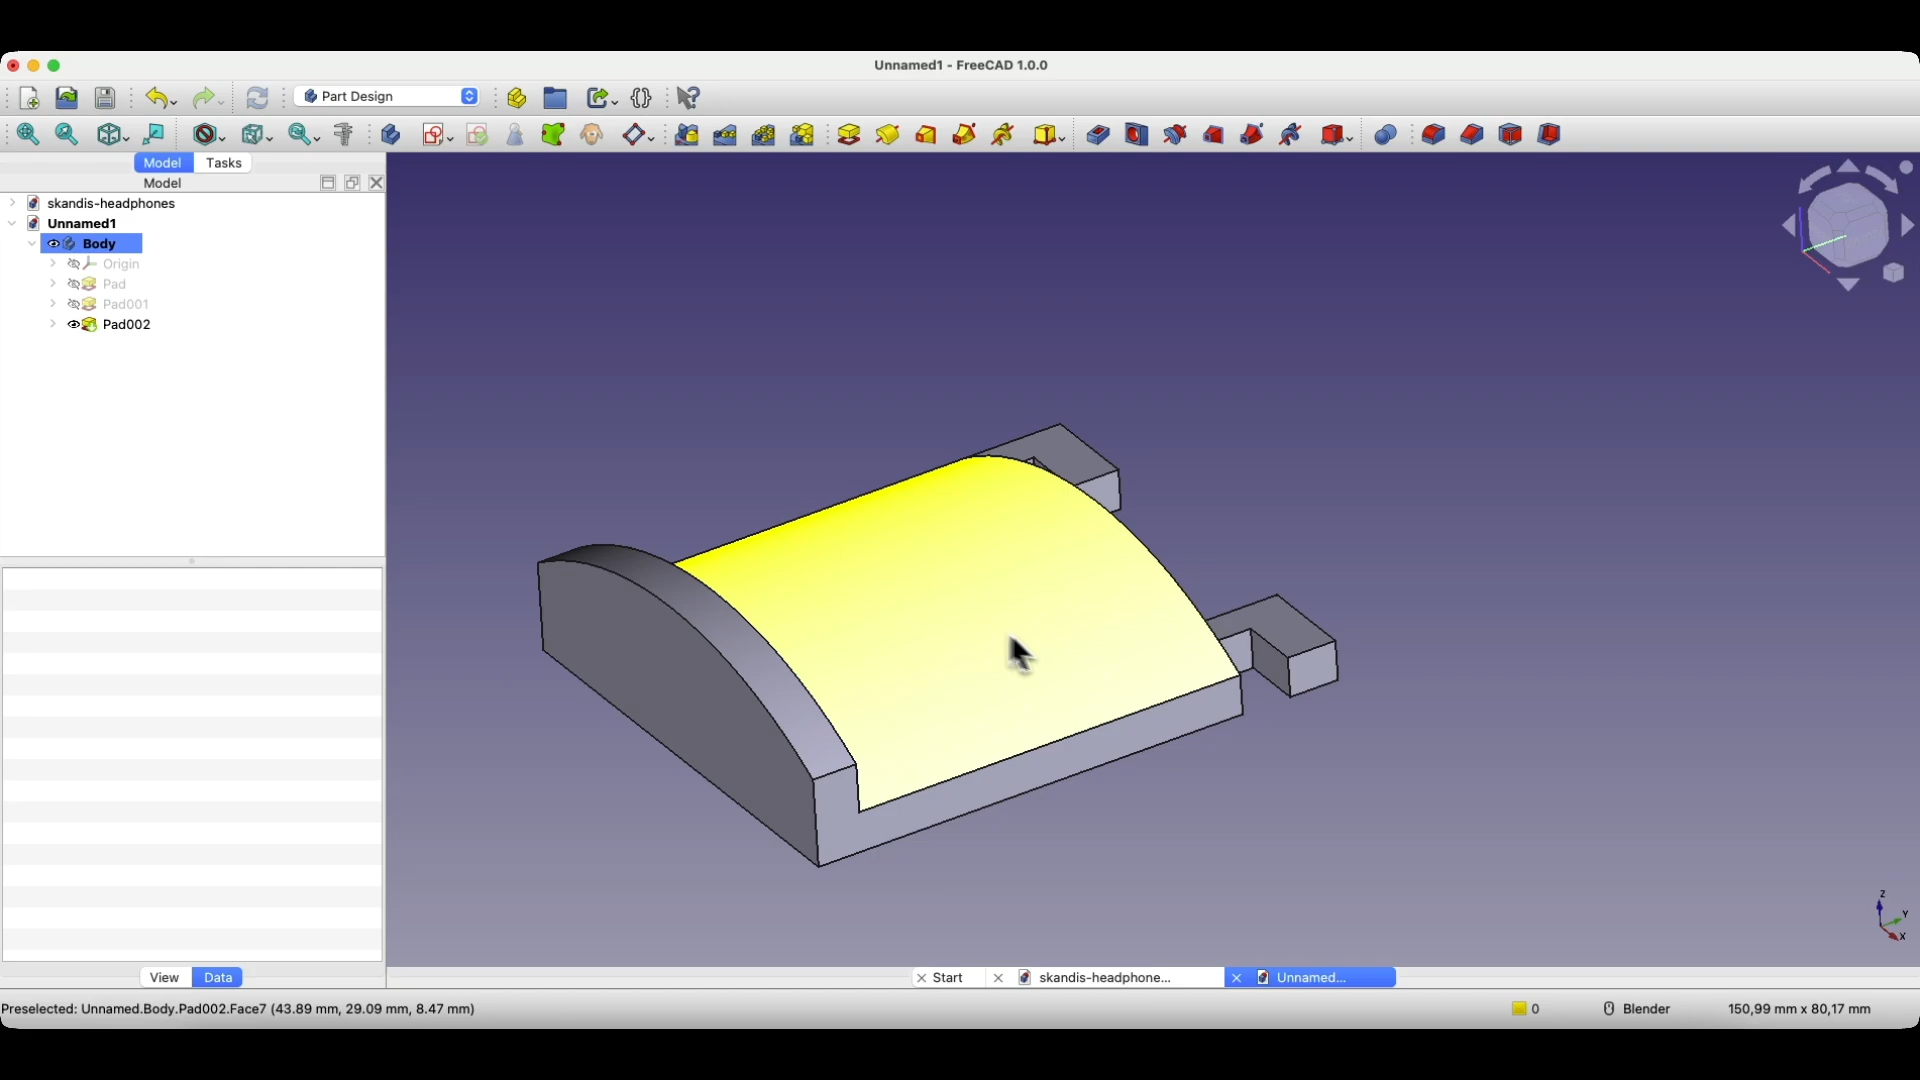 Unnamed1 - FreeCAD 1.0.0
Part Design
Model
Tasks
Model
skandis-headphones
Unnamed1
Body
Origin
Pad
Pad001
Pad002
Z
Y
X
View
Data
Start
skandis-headphone...
Unnamed...
Preselected: Unnamed.Body.Pad002.Face7 (43.89 mm, 29.09 mm, 8.47 mm)
0
Blender
150,99 mm x 80,17 mm